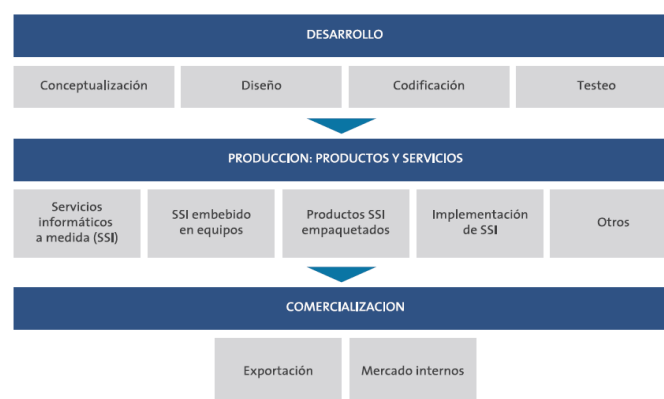 DESARROLLO
Conceptualización
Diseño
Codificación
Testeo
PRODUCCION: PRODUCTOS Y SERVICIOS
Servicios
informáticos
a medida (SSI)
SSI embebido
en equipos
Productos SSI
empaquetados
Implementación
de SSI
Otros
COMERCIALIZACION
Exportación
Mercado internos